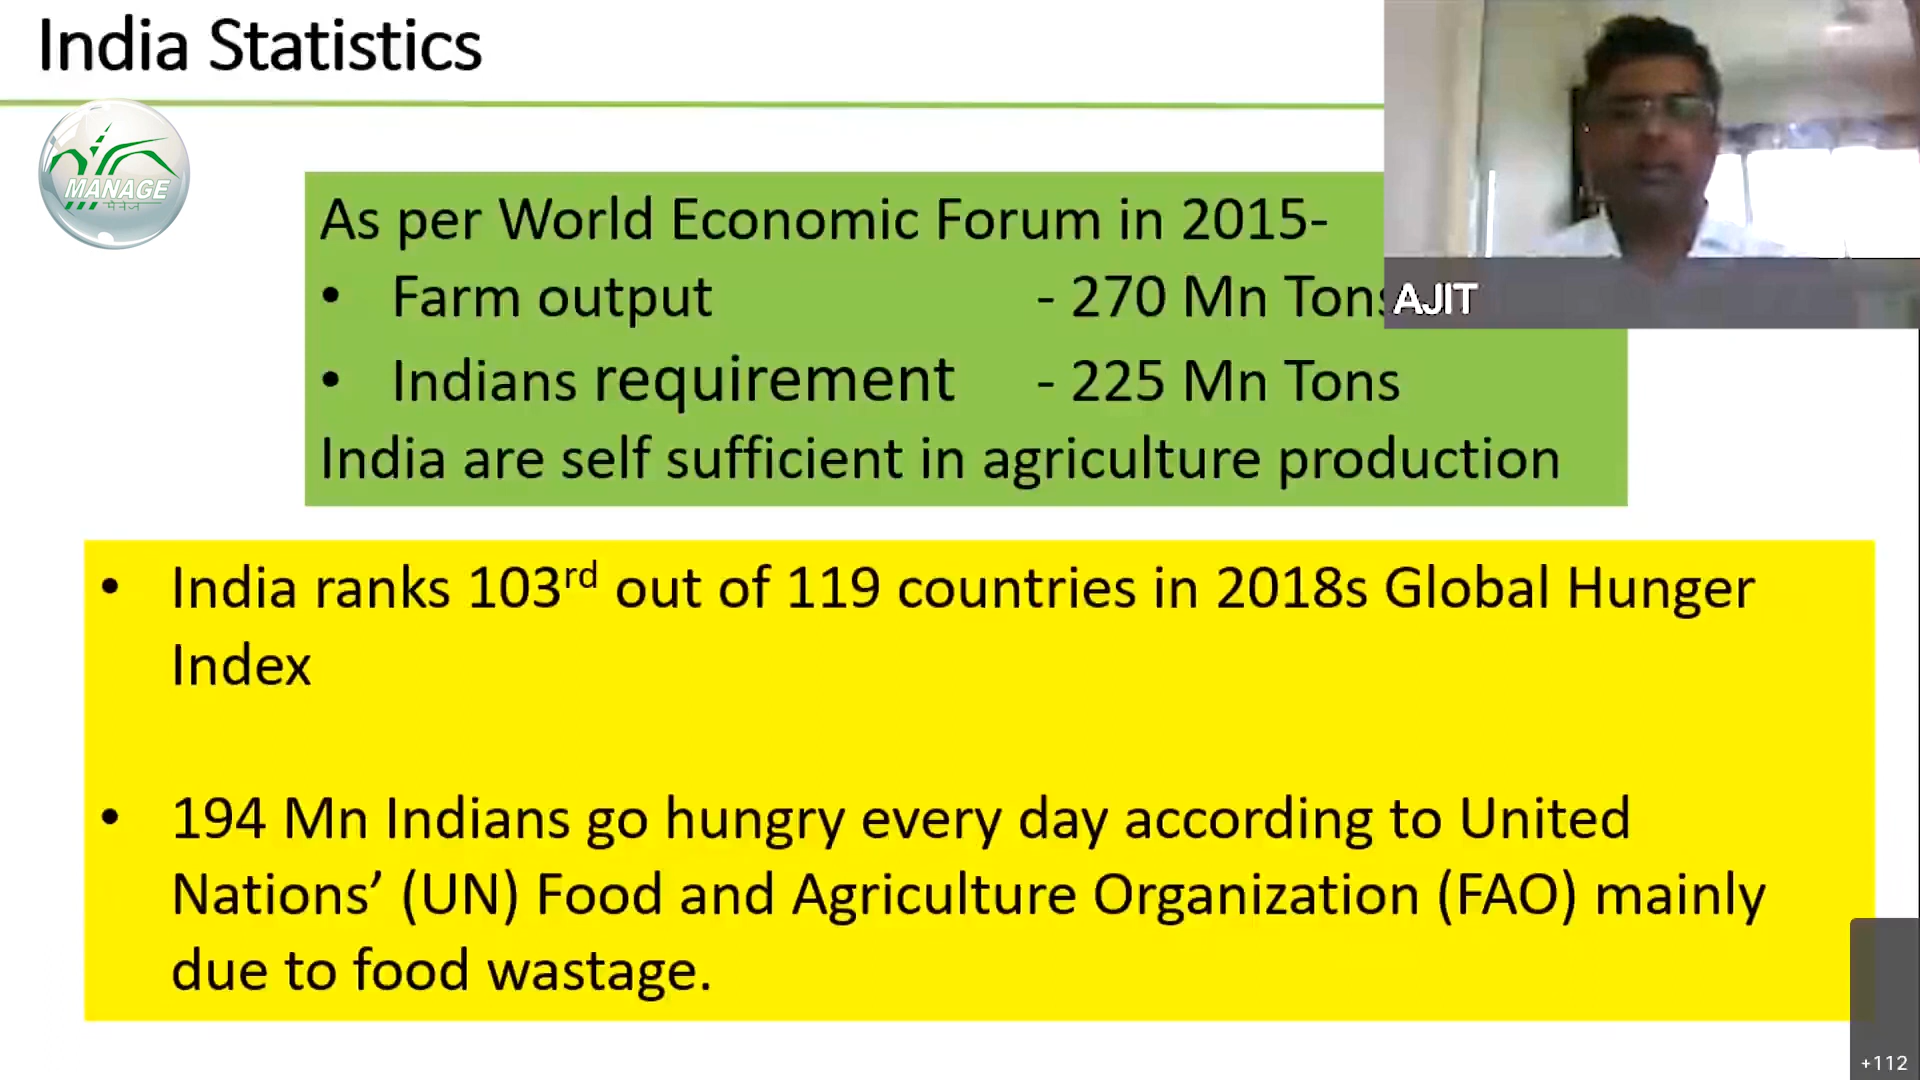 India Statistics
MANAGE
मैनेज
As per World Economic Forum in 2015-
• Farm output - 270 Mn Tons
• Indians requirement - 225 Mn Tons
India are self sufficient in agriculture production
AJIT
• India ranks 103rd out of 119 countries in 2018s Global Hunger
Index
• 194 Mn Indians go hungry every day according to United
Nations’ (UN) Food and Agriculture Organization (FAO) mainly
due to food wastage.
+112